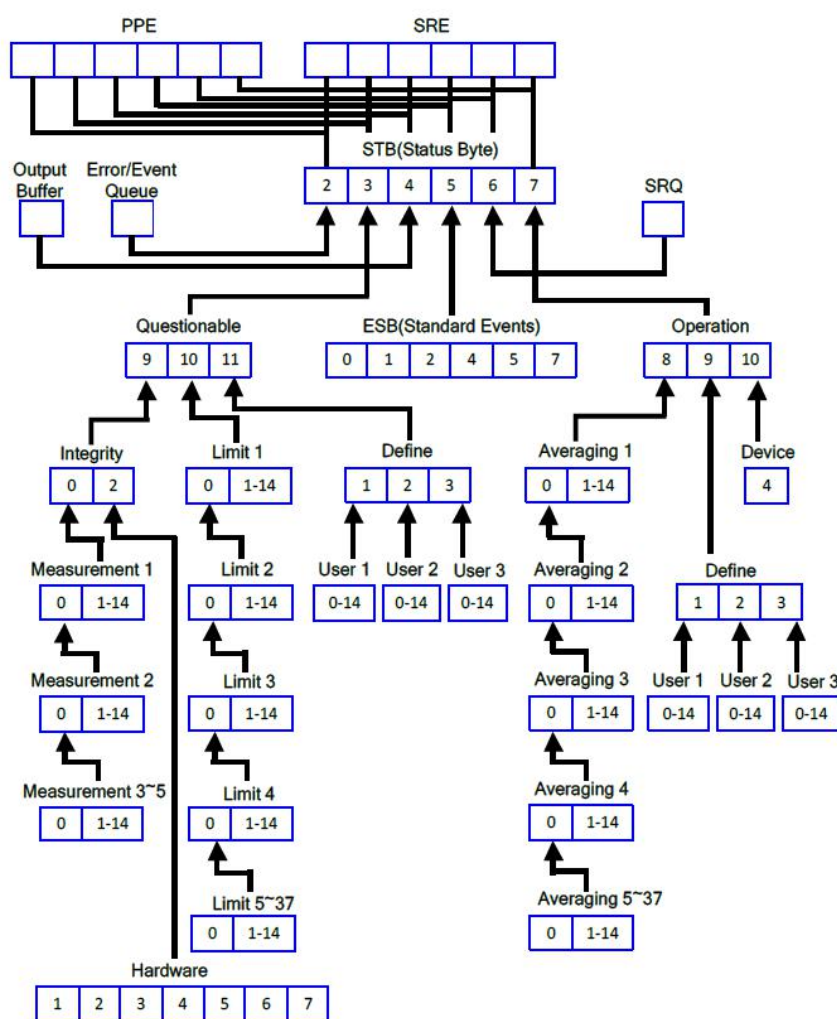 PPE SRE
STB(Status Byte)
Output Buffer
Error/Event Queue
2 3 4 5 6 7
SRQ
Questionable
9 10 11
ESB(Standard Events)
0 1 2 4 5 7
Operation
8 9 10
Integrity
0 2
Limit 1
0 1-14
Define
1 2 3
Averaging 1
0 1-14
Device
4
Measurement 1
0 1-14
Limit 2
0 1-14
User 1 User 2 User 3
0-14 0-14 0-14
Averaging 2
0 1-14
Define
1 2 3
Measurement 2
0 1-14
Limit 3
0 1-14
Averaging 3
0 1-14
User 1 User 2 User 3
0-14 0-14 0-14
Measurement 3~5
0 1-14
Limit 4
0 1-14
Averaging 4
0 1-14
Limit 5~37
0 1-14
Averaging 5~37
0 1-14
Hardware
1 2 3 4 5 6 7